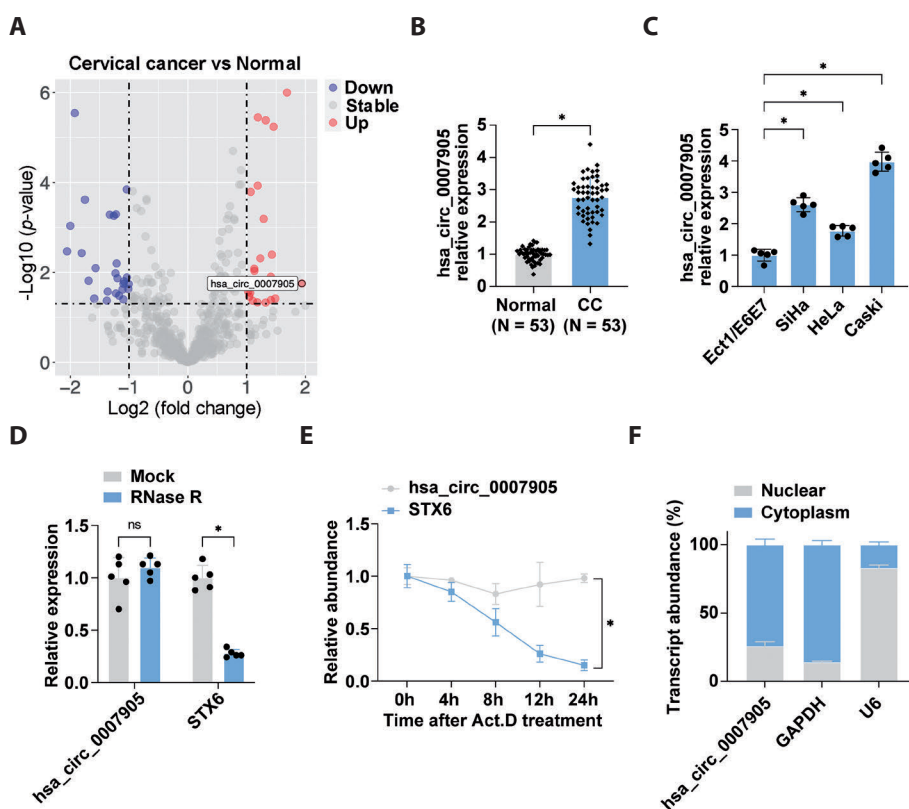 A
Cervical cancer vs Normal
Down
Stable
Up
-Log10 (p-value)
6
4
2
0
hsa_circ_0007905
−2
−1
0
1
2
Log2 (fold change)
B
hsa_circ_0007905
relative expression
5
4
3
2
1
0
*
Normal
(N = 53)
CC
(N = 53)
C
hsa_circ_0007905
relative expression
5
4
3
2
1
0
*
*
*
Ect1/E6E7
SiHa
HeLa
Caski
D
Mock
RNase R
Relative expression
1.5
1.0
0.5
0.0
ns
*
hsa_circ_0007905
STX6
E
hsa_circ_0007905
STX6
Relative abundance
1.5
1.0
0.5
0.0
*
0h
4h
8h
12h
24h
Time after Act.D treatment
F
Nuclear
Cytoplasm
Transcript abundance (%)
100
50
0
hsa_circ_0007905
GAPDH
U6